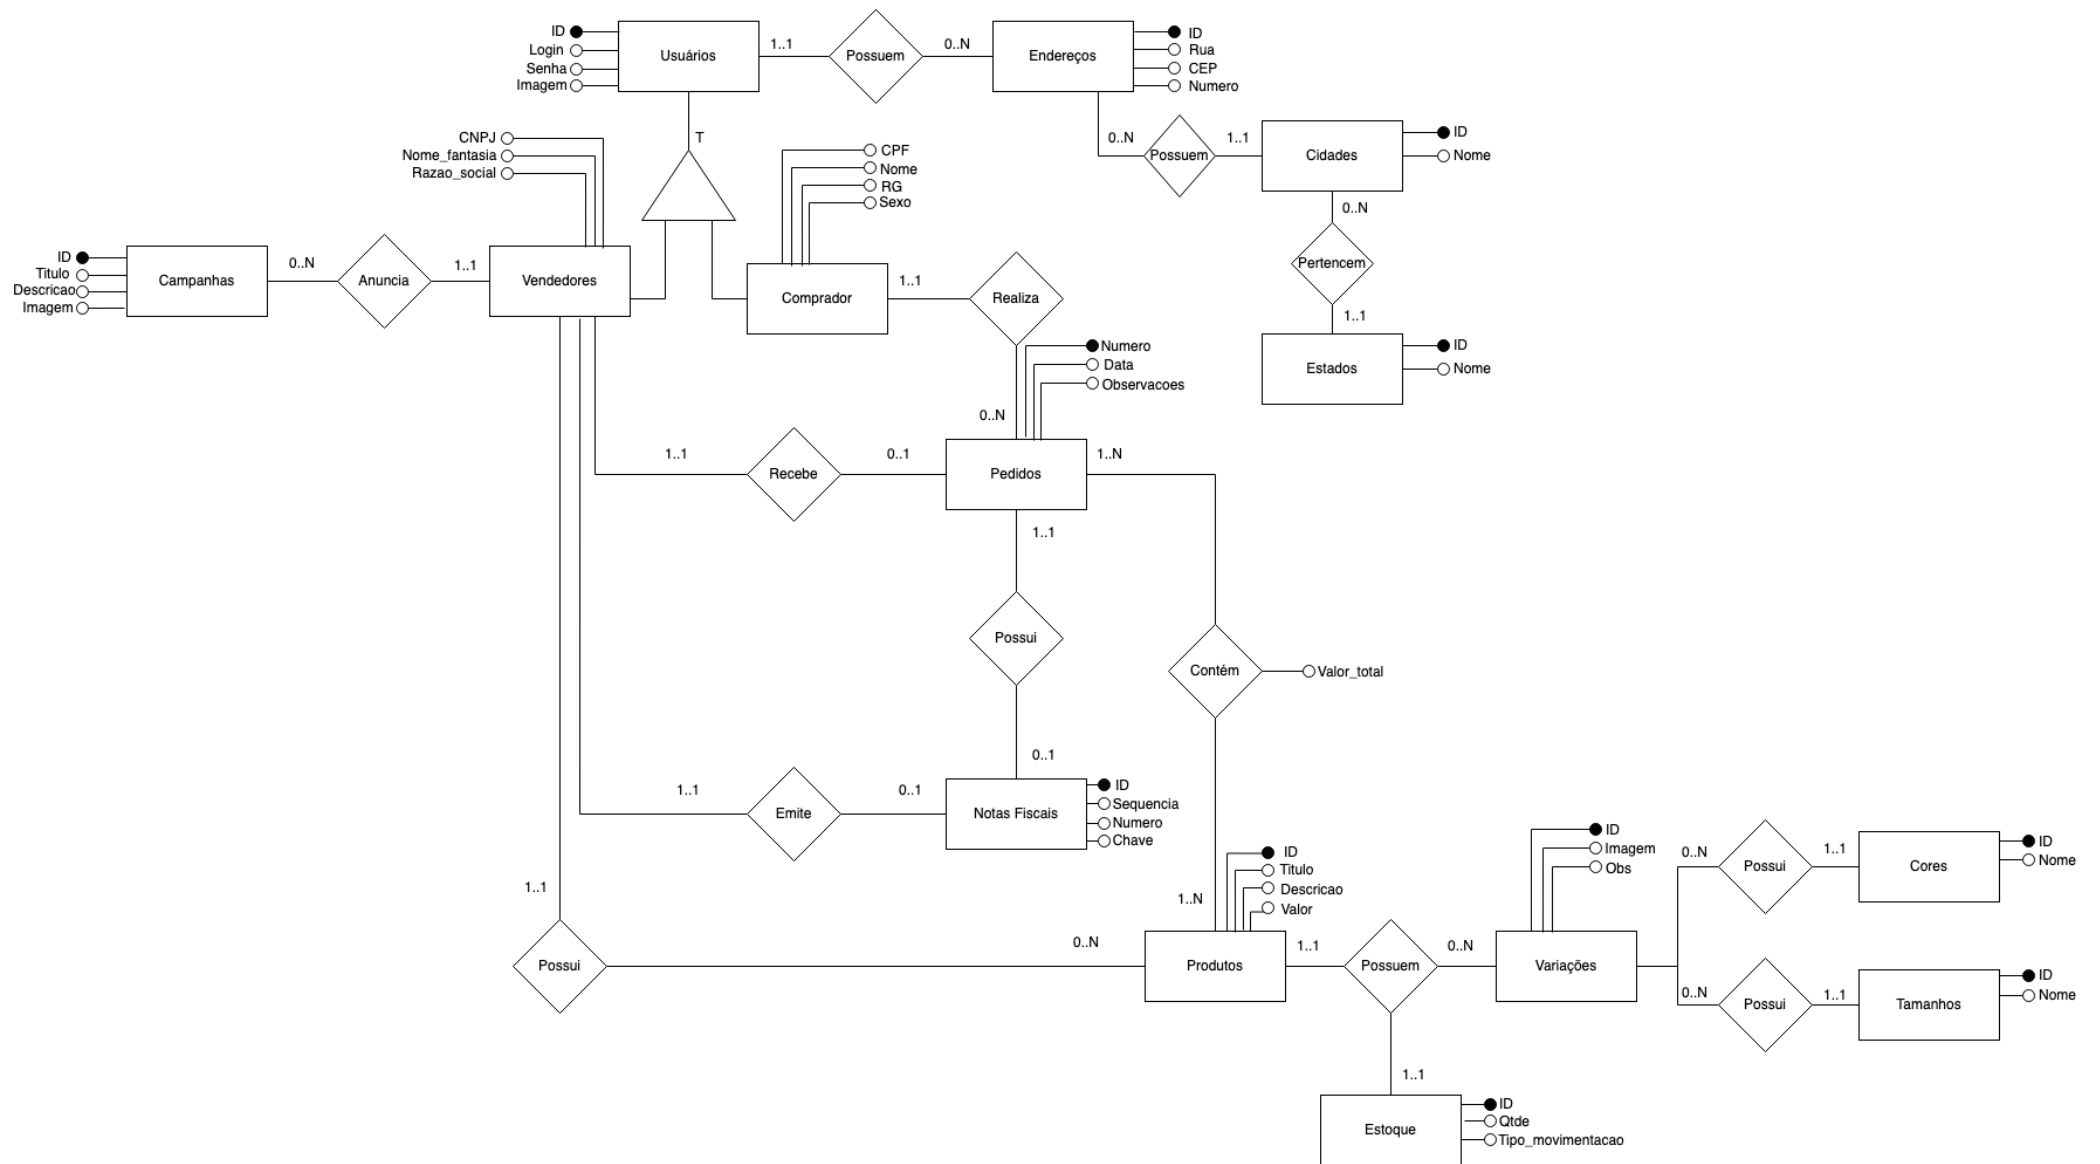 ID
Login
Senha
Imagem
Usuários
1..1
Possuem
0..N
Endereços
ID
Rua
CEP
Numero
0..N
Possuem
1..1
Cidades
ID
Nome
0..N
Pertencem
1..1
Estados
ID
Nome
T
CNPJ
Nome_fantasia
Razao_social
CPF
Nome
RG
Sexo
ID
Titulo
Descricao
Imagem
Campanhas
0..N
Anuncia
1..1
Vendedores
Comprador
1..1
Realiza
Numero
Data
Observacoes
0..N
1..1
Recebe
0..1
Pedidos
1..N
1..1
Possui
0..1
Contém
Valor_total
1..1
Emite
0..1
Notas Fiscais
ID
Sequencia
Numero
Chave
1..1
Possui
0..N
1..N
ID
Titulo
Descricao
Valor
Produtos
1..1
Possuem
0..N
ID
Imagem
Obs
Variações
0..N
Possui
1..1
Cores
ID
Nome
0..N
Possui
1..1
Tamanhos
ID
Nome
1..1
Estoque
ID
Qtde
Tipo_movimentacao